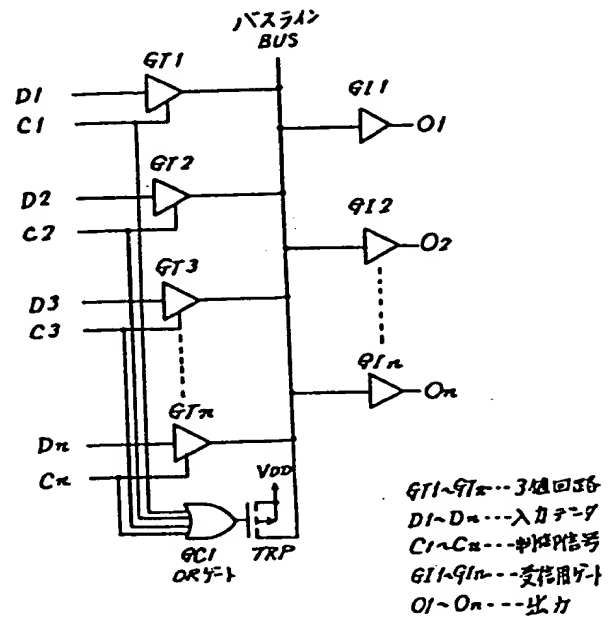 バスライン
BUS
GT1
D1
C1
GI1
O1
GT2
D2
C2
GI2
O2
GT3
D3
C3
GIn
On
GTn
Dn
Cn
VDD
GC1
ORゲート
TRP
GT1~GTn---3値回路
D1~Dn---入力データ
C1~Cn---制御信号
GI1~GIn---受信用ゲート
O1~On---出力